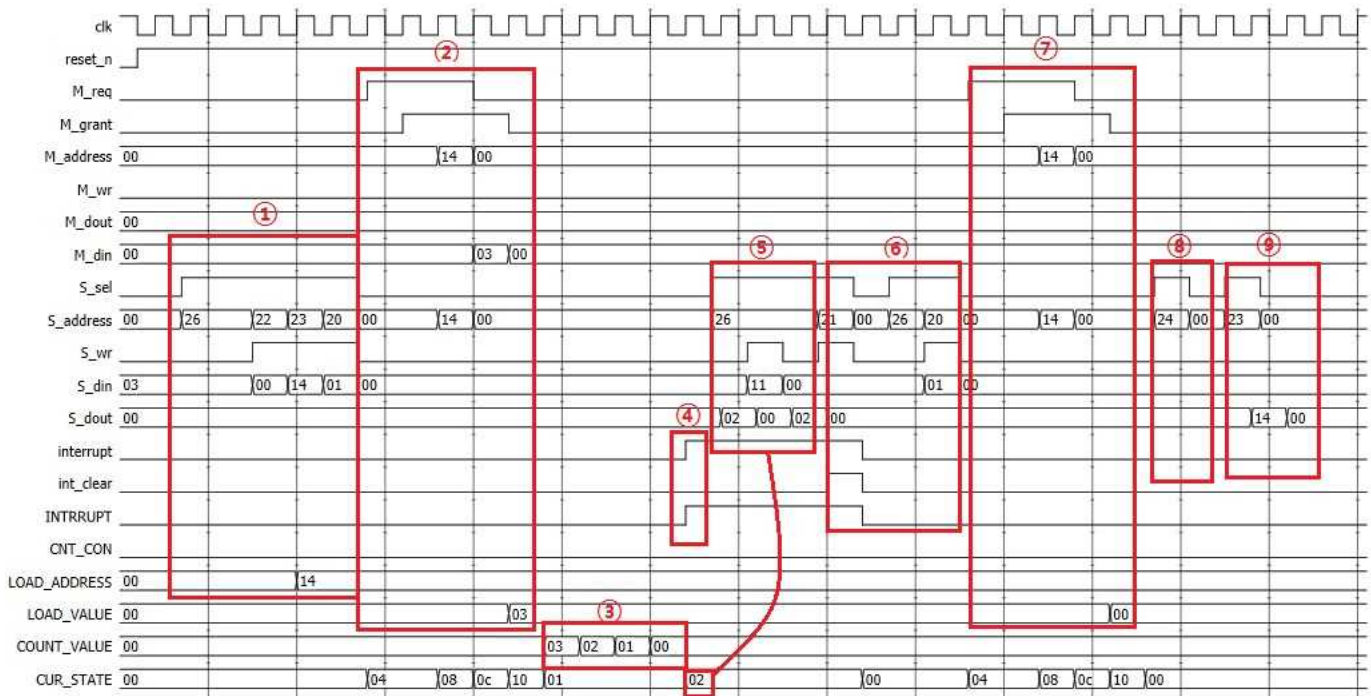 clk
reset_n
②
⑦
M_req
M_grant
M_address 00 14 00 14 00
M_wr
①
M_dout 00
⑤ ⑥ ⑧ ⑨
M_din 00 03 00
S_sel
S_address 00 26 22 23 20 00 14 00 26 21 00 26 20 00 14 00 24 00 23 00
S_wr
S_din 03 00 14 01 00 11 00 01 00
④
S_dout 00 02 00 02 00 14 00
interrupt
int_clear
INTRRUPT
CNT_CON
LOAD_ADDRESS 00 14
③
LOAD_VALUE 00 03 00
COUNT_VALUE 00 03 02 01 00
CUR_STATE 00 04 08 0c 10 01 02 00 04 08 0c 10 00